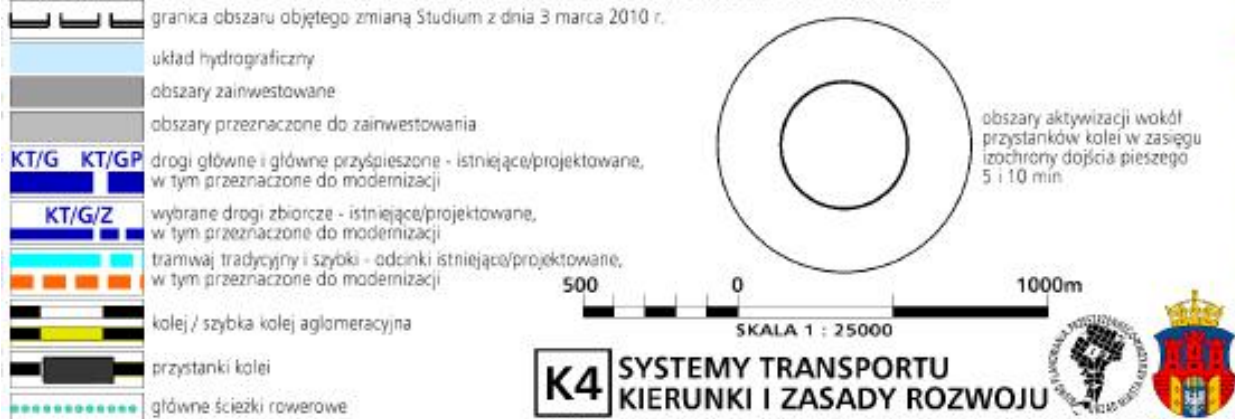 granica obszaru objętego zmianą Studium z dnia 3 marca 2010 r.
układ hydrograficzny
obszary zainwestowane
obszary przeznaczone do zainwestowania
KT/G KT/GP
drogi główne i główne przyśpieszone - istniejące/projektowane,
w tym przeznaczone do modernizacji
KT/G/Z
wybrane drogi zbiorcze - istniejące/projektowane,
w tym przeznaczone do modernizacji
tramwaj tradycyjny i szybki - odcinki istniejące/projektowane,
w tym przeznaczone do modernizacji
kolej / szybka kolej aglomeracyjna
przystanki kolei
główne ścieżki rowerowe
obszary aktywizacji wokół
przystanków kolei w zasięgu
izochrony dojścia pieszego
5 i 10 min
500 0 1000m
SKALA 1 : 25000
K4 SYSTEMY TRANSPORTU
KIERUNKI I ZASADY ROZWOJU